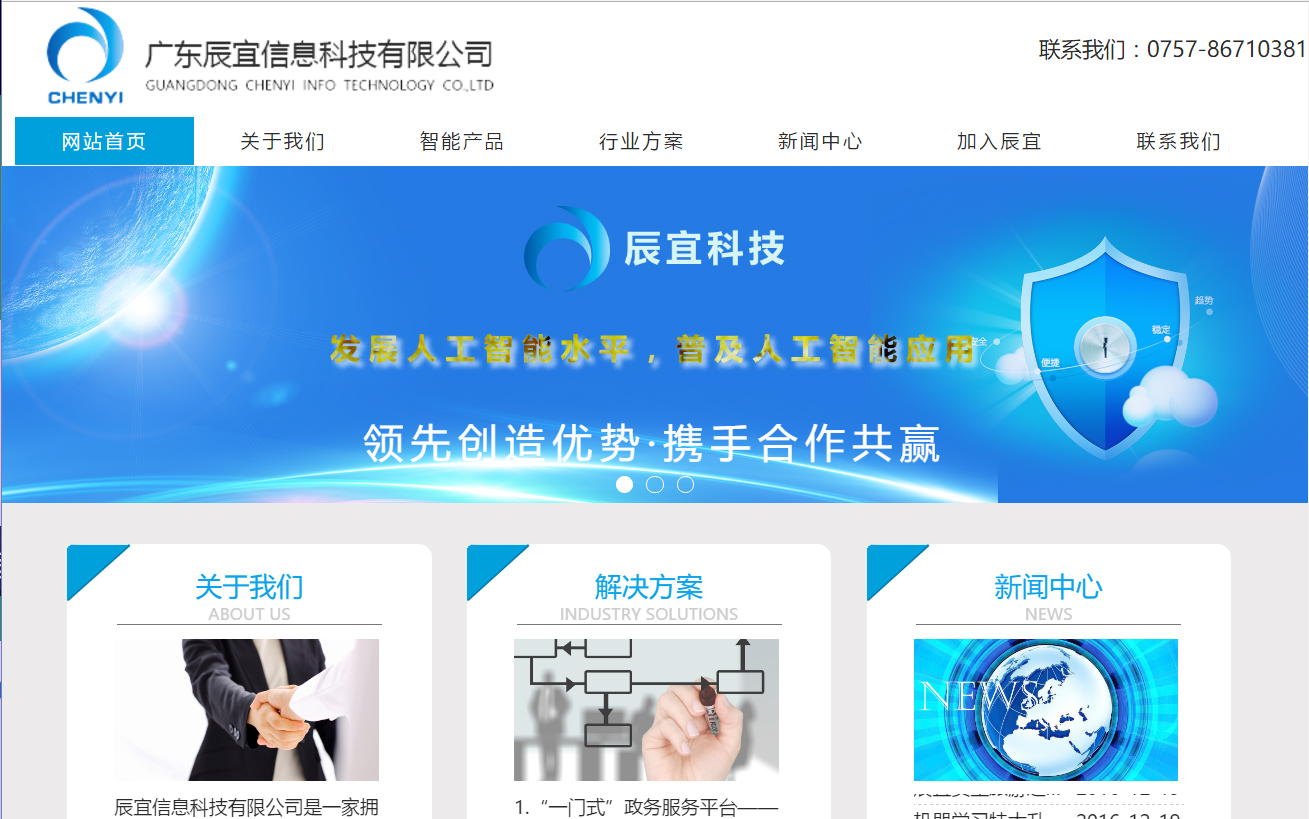 广东辰宜信息科技有限公司
GUANGDONG CHENYI INFO TECHNOLOGY CO.,LTD
CHENYI
联系我们：0757-86710381
网站首页 关于我们 智能产品 行业方案 新闻中心 加入辰宜 联系我们
辰宜科技
趋势
稳定
安全
便捷
发展人工智能水平，普及人工智能应用
领先创造优势·携手合作共赢
关于我们
ABOUT US
辰宜信息科技有限公司是一家拥
解决方案
INDUSTRY SOLUTIONS
1.“一门式”政务服务平台——
新闻中心
NEWS
NEWS